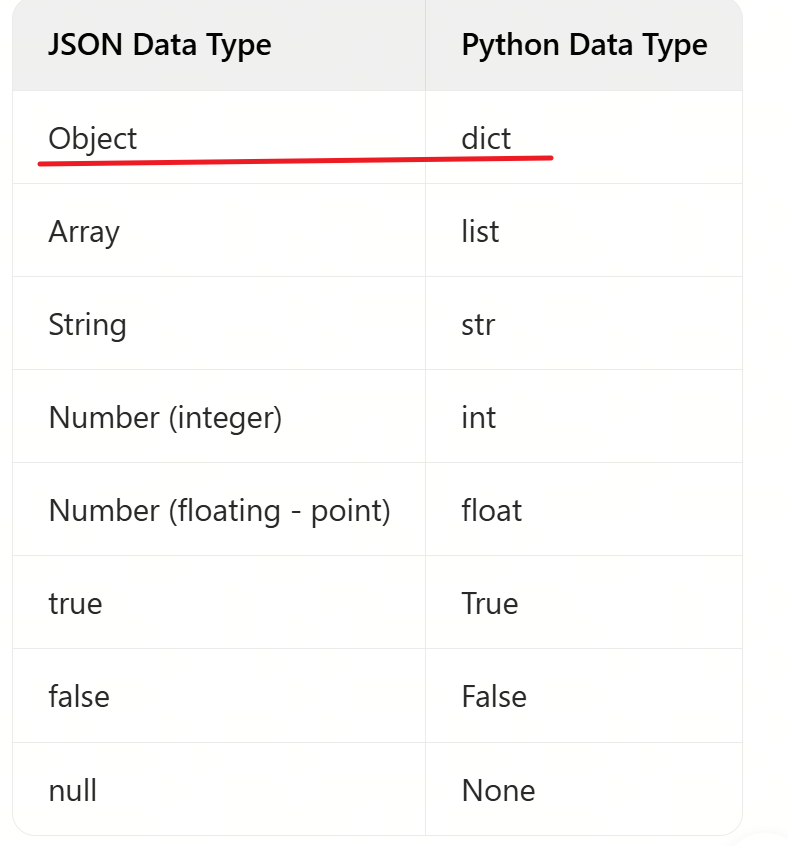 JSON Data Type Python Data Type
Object dict
Array list
String str
Number (integer) int
Number (floating - point) float
true True
false False
null None